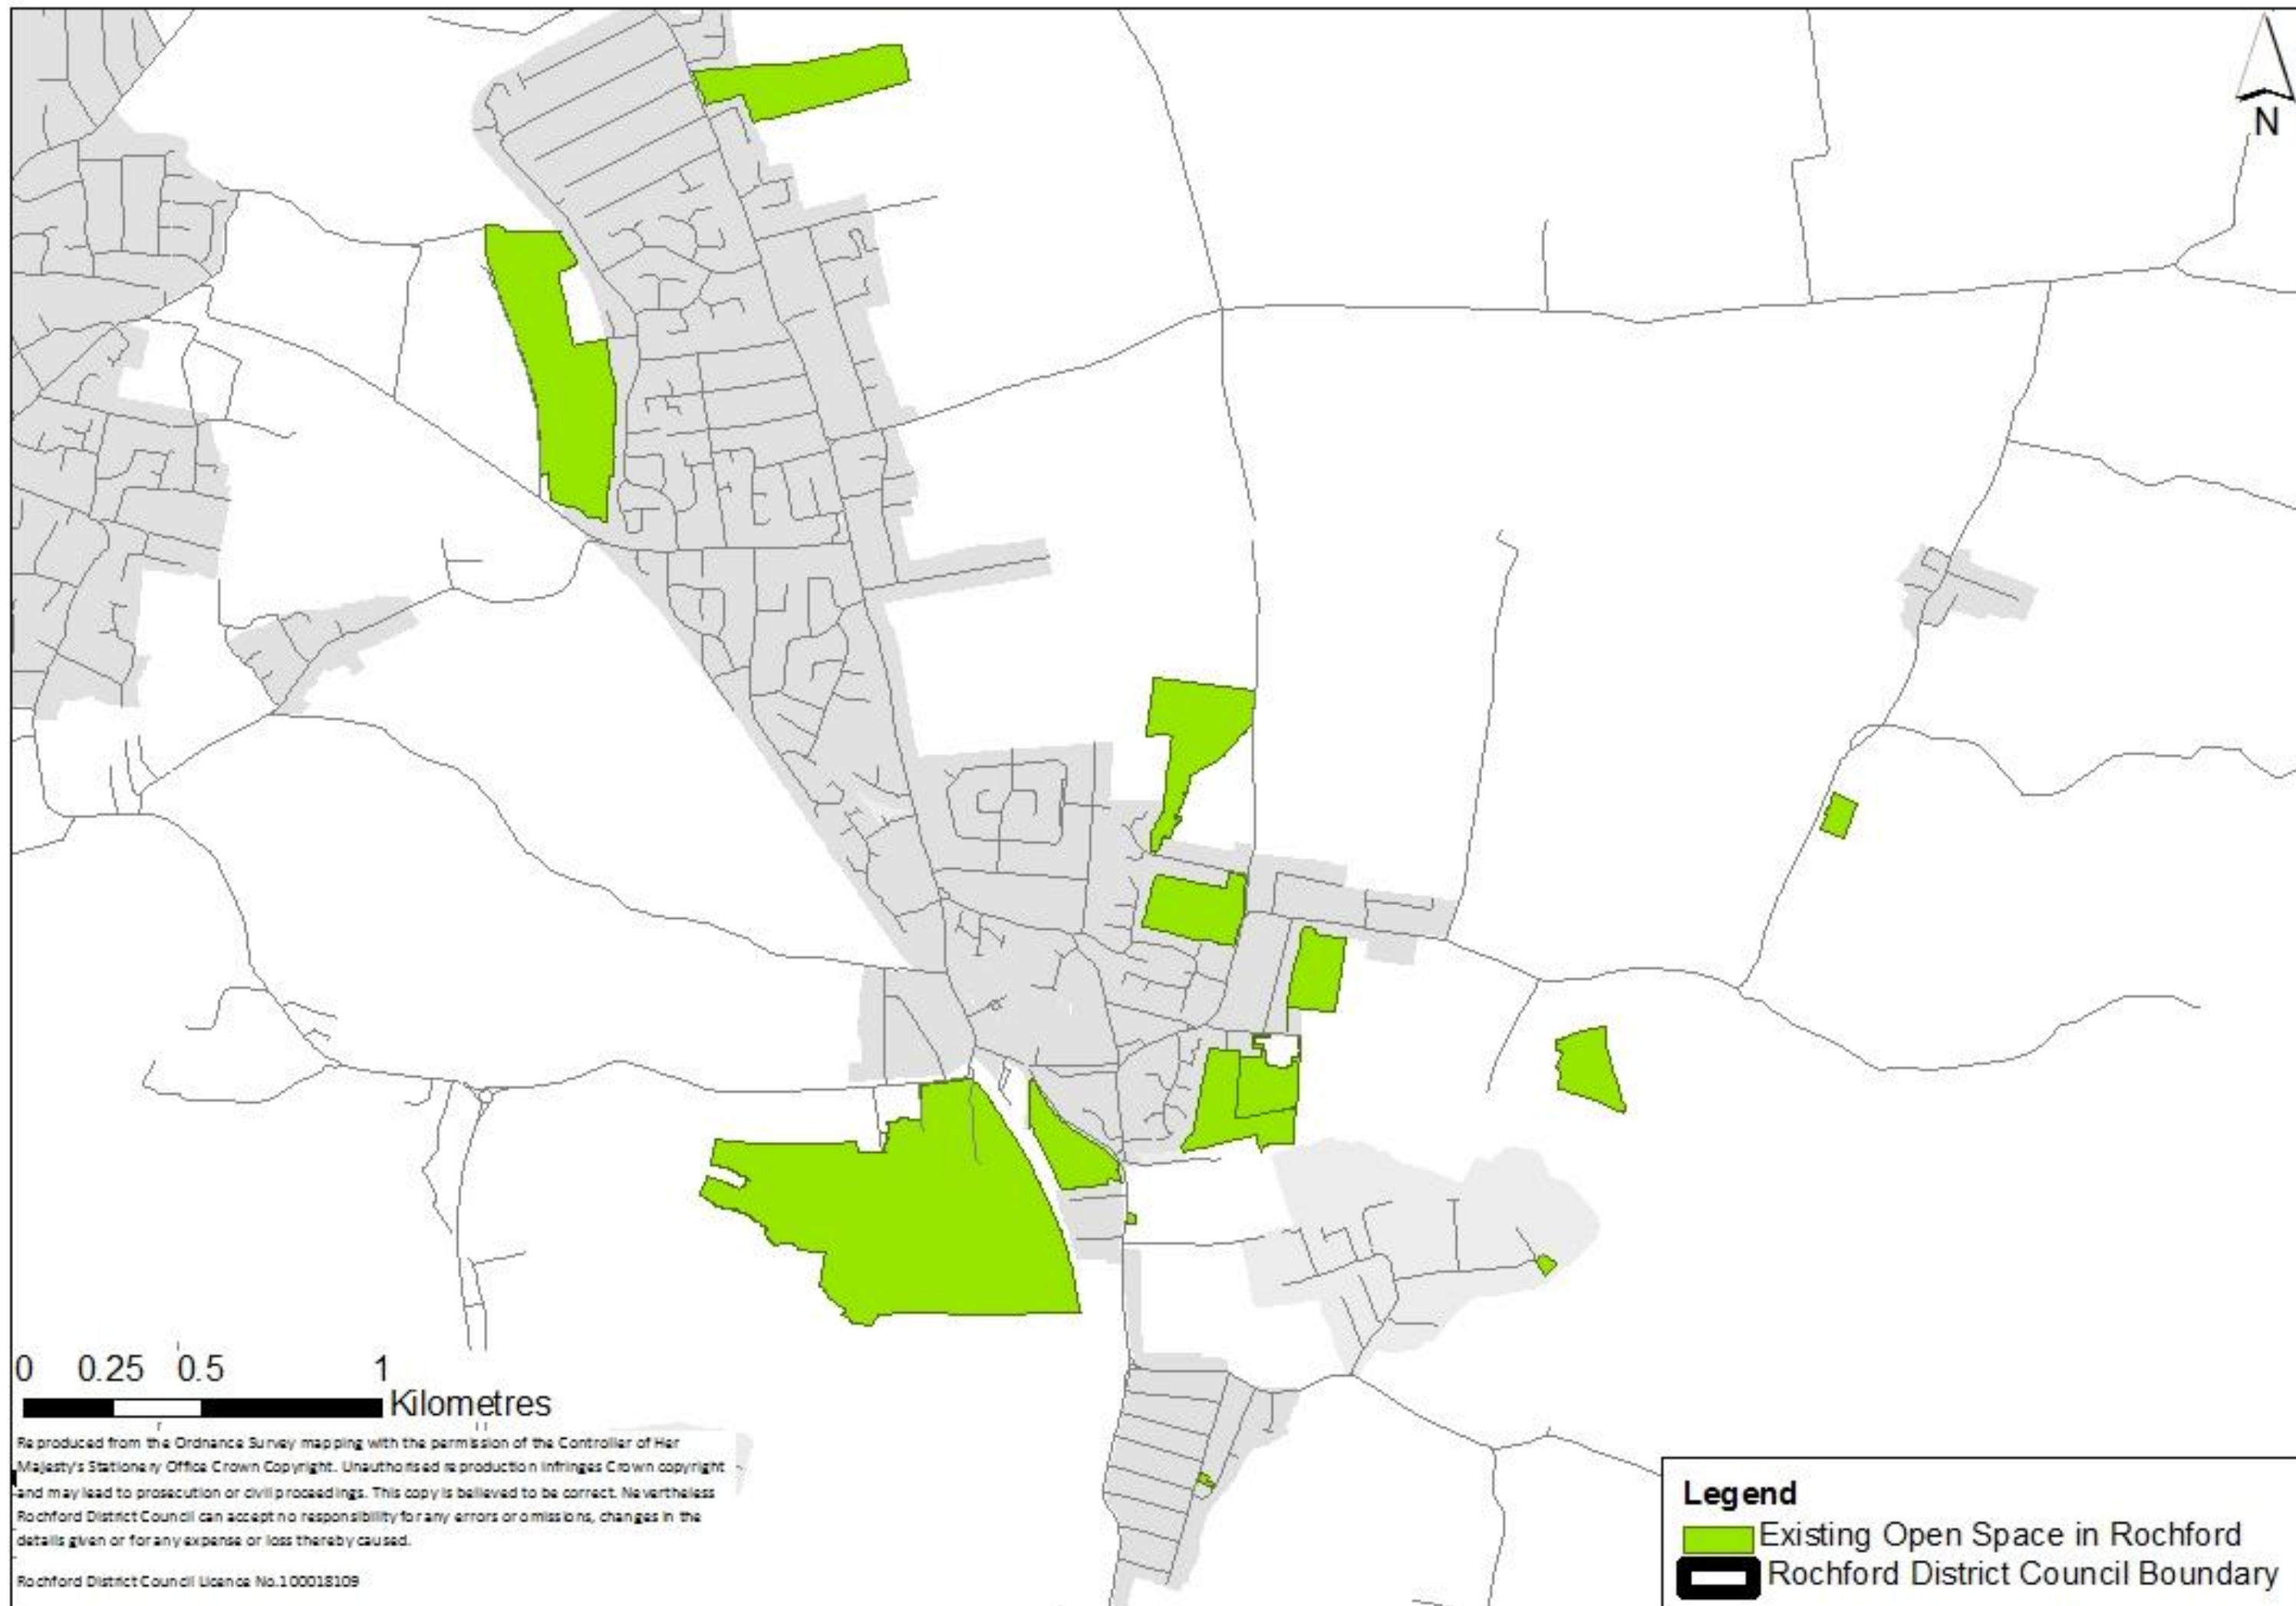 N
0 0.25 0.5 1
Kilometres
Reproduced from the Ordnance Survey mapping with the permission of the Controller of Her
Majesty's Stationery Office Crown Copyright. Unauthorised reproduction infringes Crown copyright
and may lead to prosecution or civil proceedings. This copy is believed to be correct. Nevertheless
Rochford District Council can accept no responsibility for any errors or omissions, changes in the
details given or for any expense or loss thereby caused.
Rochford District Council Licence No.100018109
Legend
Existing Open Space in Rochford
Rochford District Council Boundary